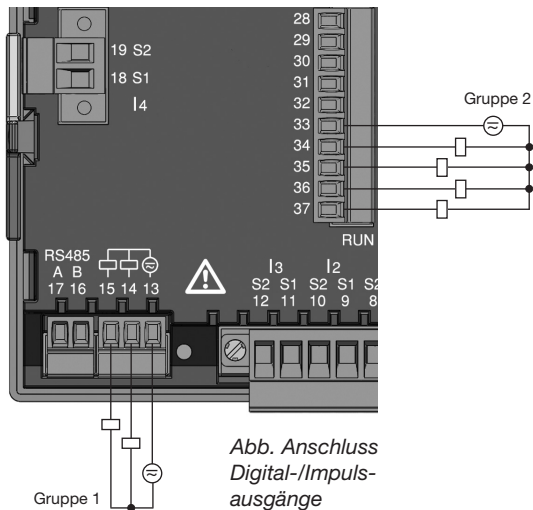 28
29
19 S2
30
18 S1
31
I4
32
Gruppe 2
33
34
35
36
37
RUN
RS485
A B
17 16 15 14 13
I3 I2
S2 S1 S2 S1 S2
12 11 10 9 8
Abb. Anschluss
Digital-/Impuls-
ausgänge
Gruppe 1